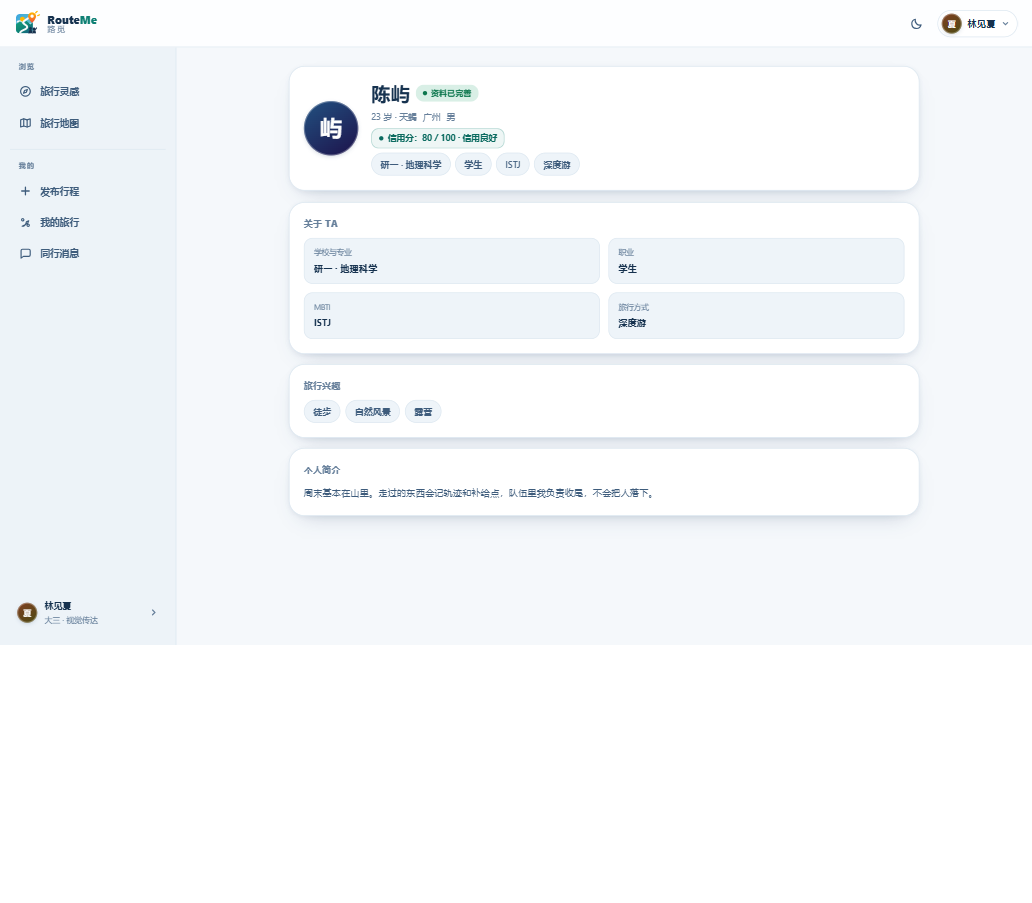 RouteMe
路觅
夏 林见夏
浏览
旅行灵感
旅行地图
我的
发布行程
我的旅行
同行消息
夏 林见夏
大三 · 视觉传达
屿
陈屿 资料已完善
23 岁 · 天蝎 广州 男
信用分: 80 / 100 · 信用良好
研一 · 地理科学 学生 ISTJ 深度游
关于 TA
学校与专业
研一 · 地理科学
职业
学生
MBTI
ISTJ
旅行方式
深度游
旅行兴趣
徒步 自然风景 露营
个人简介
周末基本在山里。走过的东西会记轨迹和补给点，队伍里我负责收尾，不会把人落下。